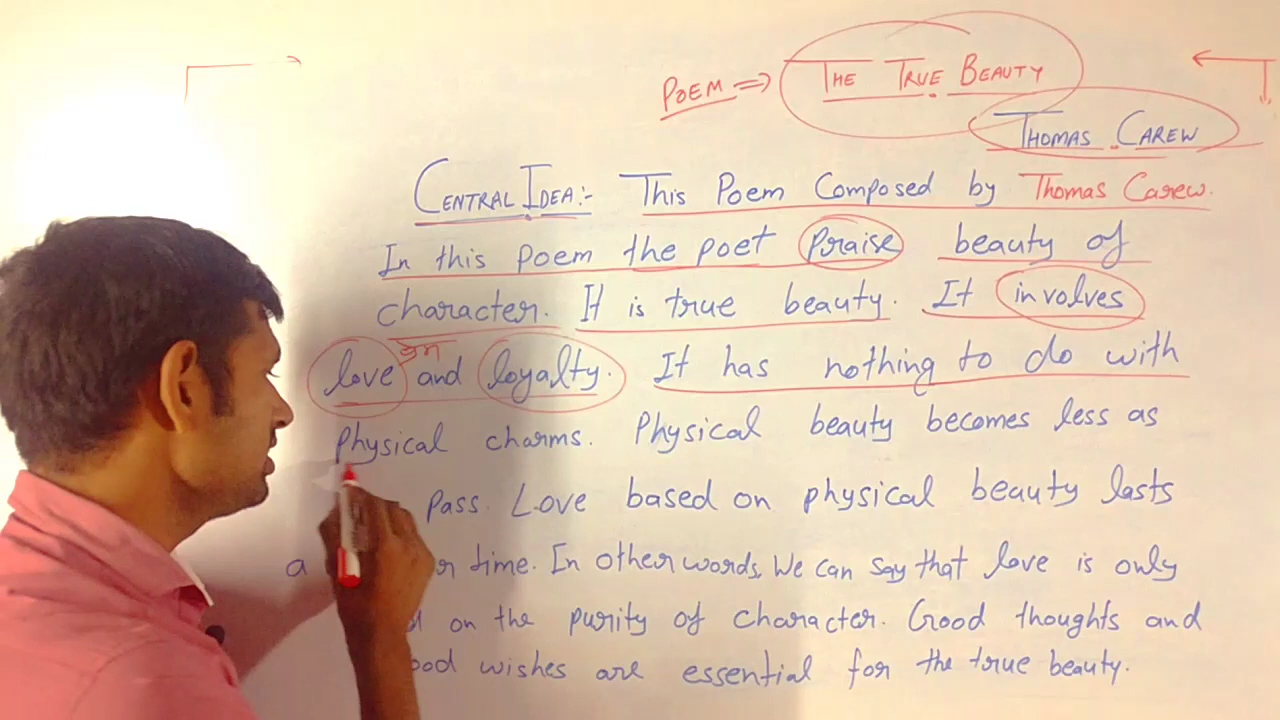 POEM => THE TRUE BEAUTY
THOMAS CAREW
CENTRAL IDEA:- This Poem Composed by Thomas Carew.
In this poem the poet Praise beauty of
character. It is true beauty. It involves
love and loyalty. It has nothing to do with
Physical charms. Physical beauty becomes less as
Pass. Love based on physical beauty lasts
a time. In other words, We can say that love is only
on the purity of character. Good thoughts and
wishes are essential for the true beauty.